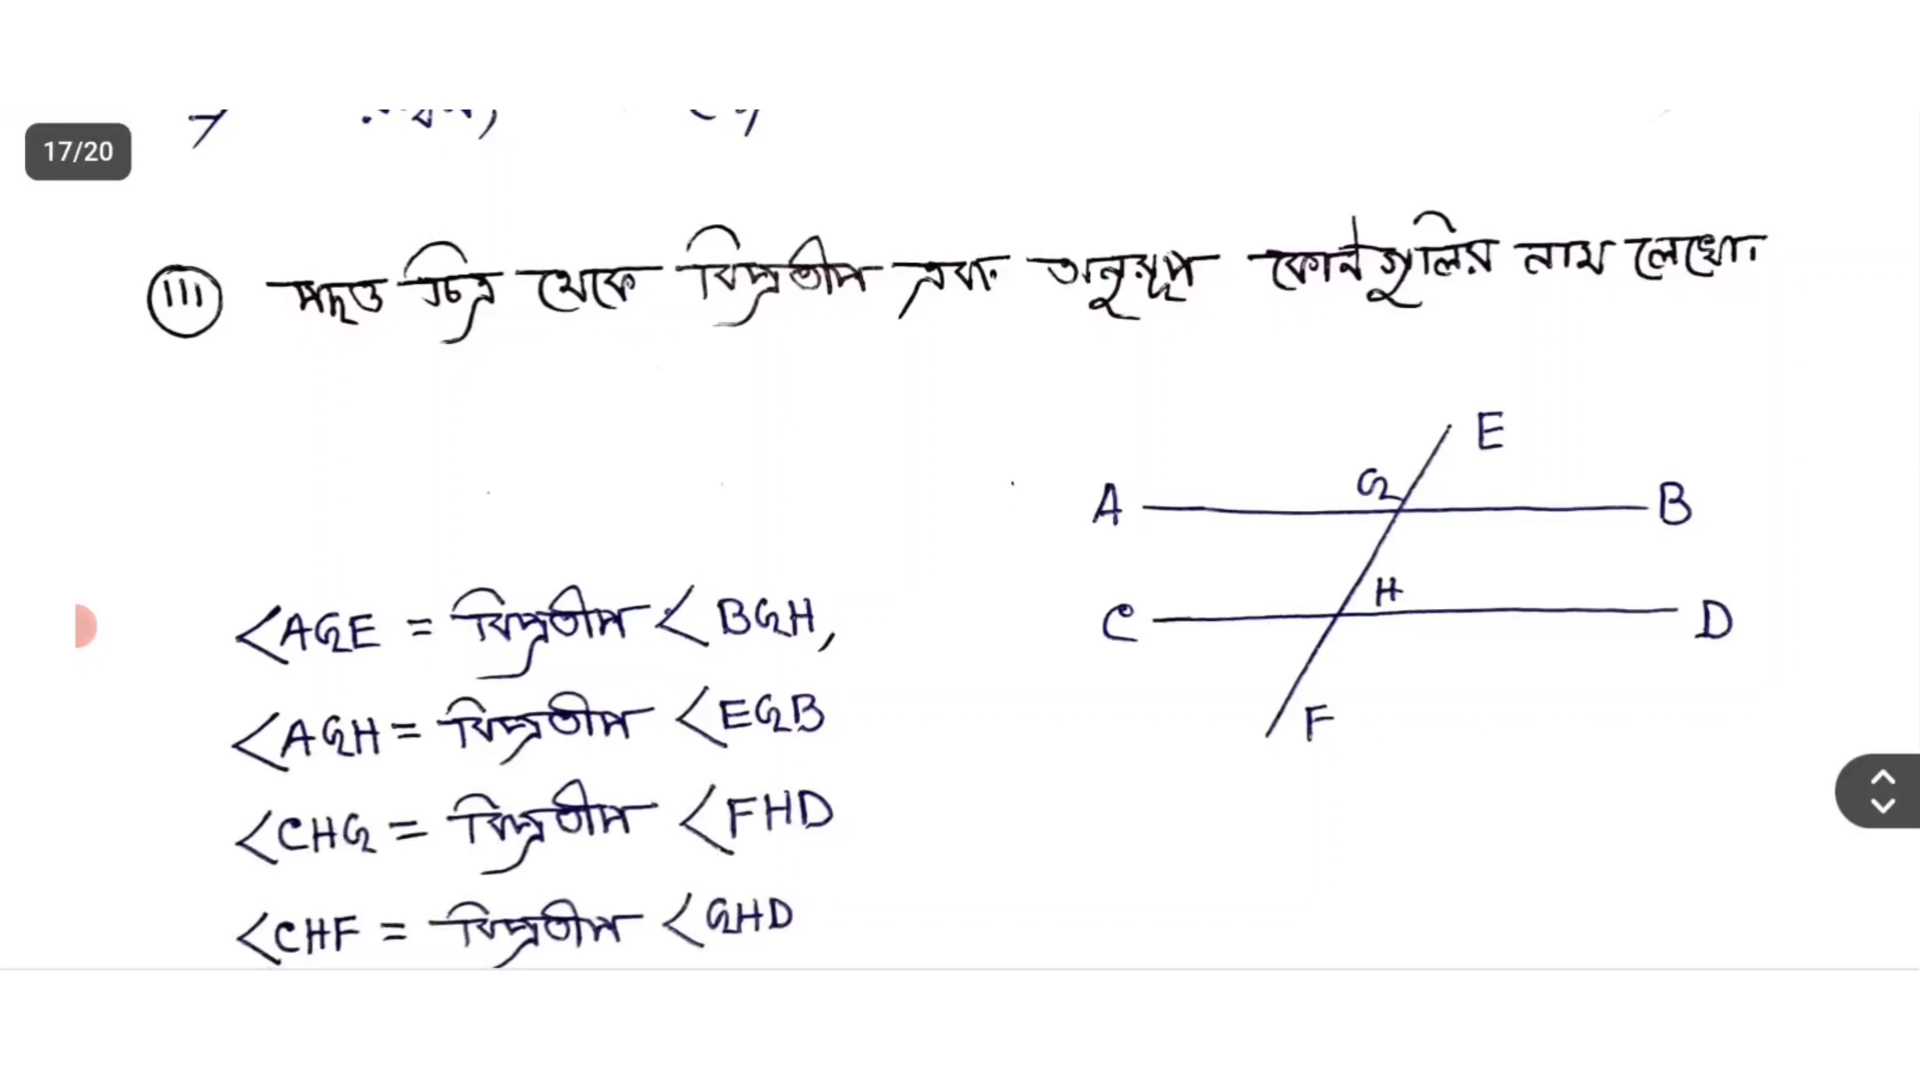 17/20
(iii) প্রদত্ত চিত্র থেকে বিপ্রতীপ এবং অনুরূপ কোনগুলির নাম লেখো।
E
G
A B
H
C D
F
<AGE = বিপ্রতীপ <BGH,
<AGH = বিপ্রতীপ <EGB
<CHG = বিপ্রতীপ <FHD
<CHF = বিপ্রতীপ <GHD